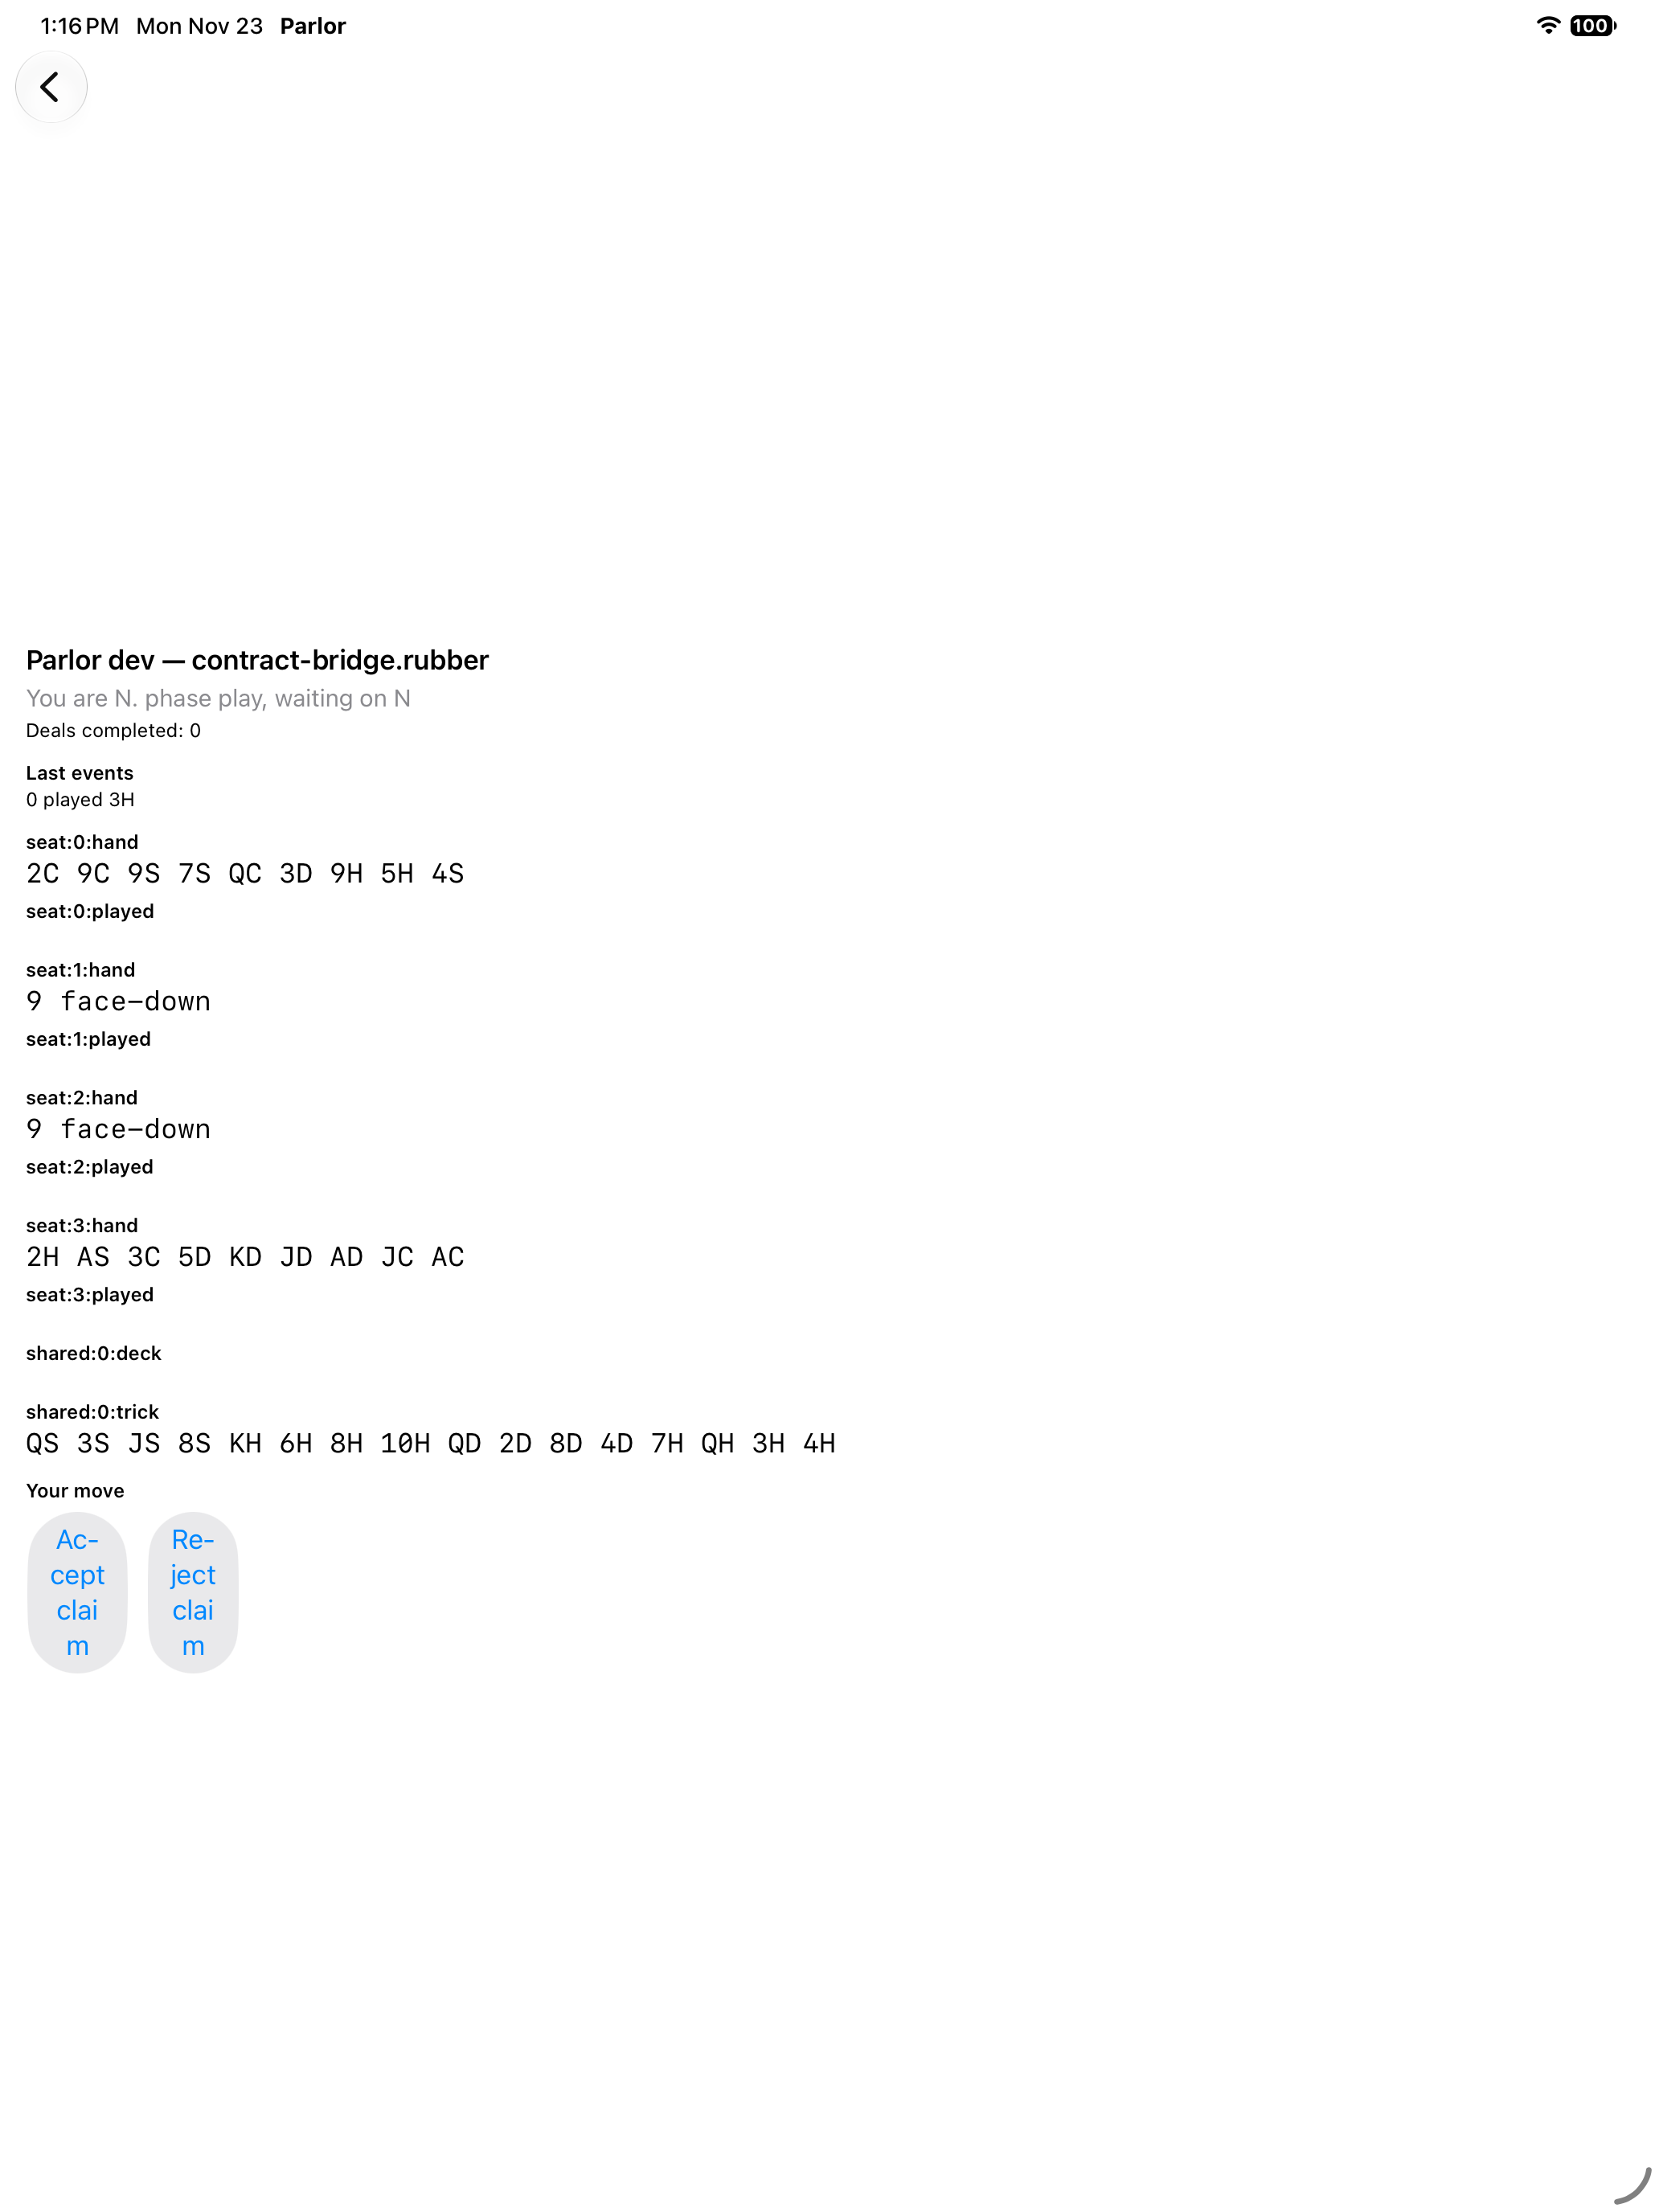 1:16 PM Mon Nov 23 Parlor
100
Parlor dev — contract-bridge.rubber
You are N. phase play, waiting on N
Deals completed: 0
Last events
0 played 3H
seat:0:hand
2C 9C 9S 7S QC 3D 9H 5H 4S
seat:0:played
seat:1:hand
9 face-down
seat:1:played
seat:2:hand
9 face-down
seat:2:played
seat:3:hand
2H AS 3C 5D KD JD AD JC AC
seat:3:played
shared:0:deck
shared:0:trick
QS 3S JS 8S KH 6H 8H 10H QD 2D 8D 4D 7H QH 3H 4H
Your move
Ac-
cept
clai
m
Re-
ject
clai
m